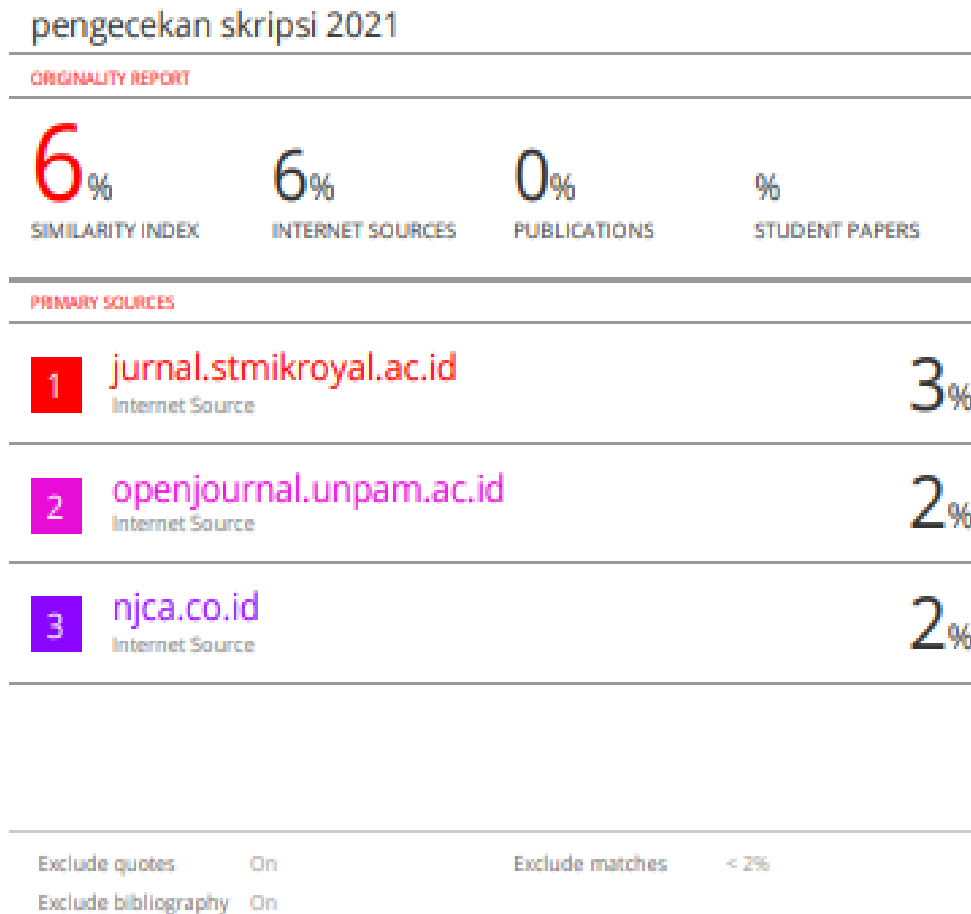 pengecekan skripsi 2021
ORIGINALITY REPORT
6% 6% 0% %
SIMILARITY INDEX INTERNET SOURCES PUBLICATIONS STUDENT PAPERS
PRIMARY SOURCES
1 jurnal.stmikroyal.ac.id 3%
Internet Source
2 openjournal.unpam.ac.id 2%
Internet Source
3 njca.co.id 2%
Internet Source
Exclude quotes On Exclude matches < 2%
Exclude bibliography On